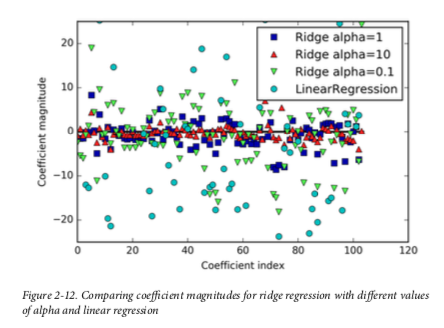 20
10
0
−10
−20
Coefficient magnitude
Ridge alpha=1
Ridge alpha=10
Ridge alpha=0.1
LinearRegression
0 20 40 60 80 100 120
Coefficient index
Figure 2-12. Comparing coefficient magnitudes for ridge regression with different values
of alpha and linear regression